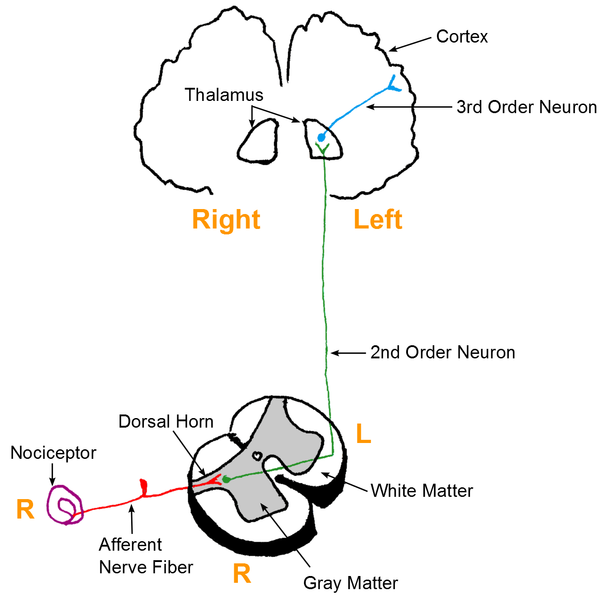 Cortex
Thalamus
3rd Order Neuron
Right
Left
2nd Order Neuron
Dorsal Horn
L
Nociceptor
White Matter
R
Afferent
Nerve Fiber
R
Gray Matter